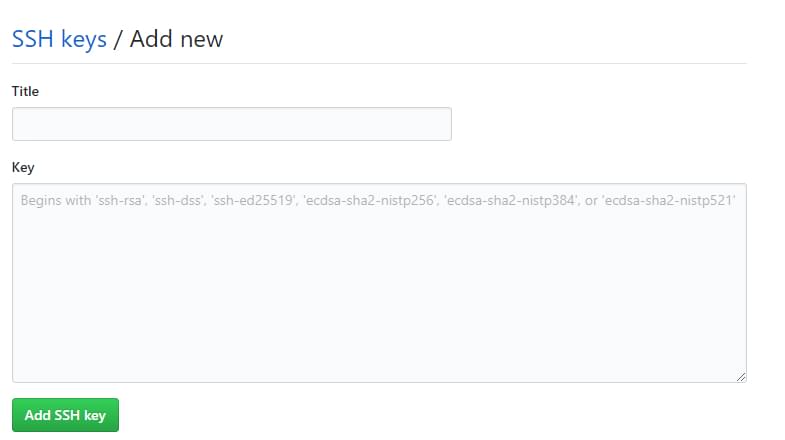 SSH keys / Add new
Title
Key
Begins with 'ssh-rsa', 'ssh-dss', 'ssh-ed25519', 'ecdsa-sha2-nistp256', 'ecdsa-sha2-nistp384', or 'ecdsa-sha2-nistp521'
Add SSH key